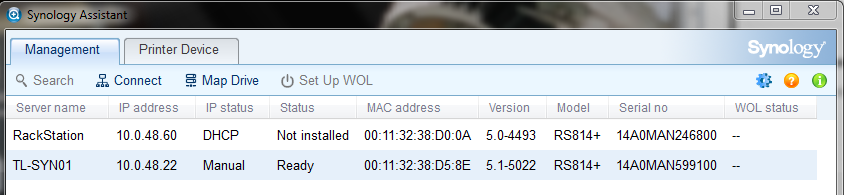 Synology Assistant
Management Printer Device Synology
Search Connect Map Drive Set Up WOL
Server name IP address IP status Status MAC address Version Model Serial no WOL status
RackStation 10.0.48.60 DHCP Not installed 00:11:32:38:D0:0A 5.0-4493 RS814+ 14A0MAN246800 --
TL-SYN01 10.0.48.22 Manual Ready 00:11:32:38:D5:8E 5.1-5022 RS814+ 14A0MAN599100 --